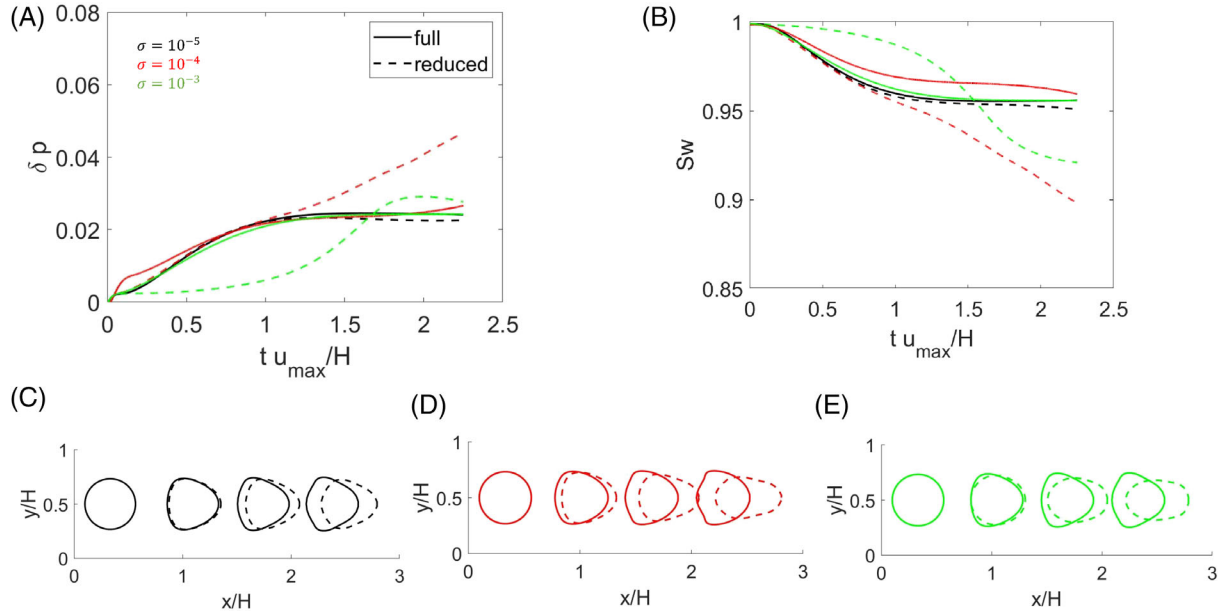 (A)
0.08
0.06
0.04
0.02
0
δ p
σ = 10⁻⁵
σ = 10⁻⁴
σ = 10⁻³
full
reduced
0 0.5 1 1.5 2 2.5
t u_max/H
(B)
1
0.95
0.9
0.85
Sw
0 0.5 1 1.5 2 2.5
t u_max/H
(C)
1
0.5
0
y/H
0 1 2 3
x/H
(D)
1
0.5
0
y/H
0 1 2 3
x/H
(E)
1
0.5
0
y/H
0 1 2 3
x/H